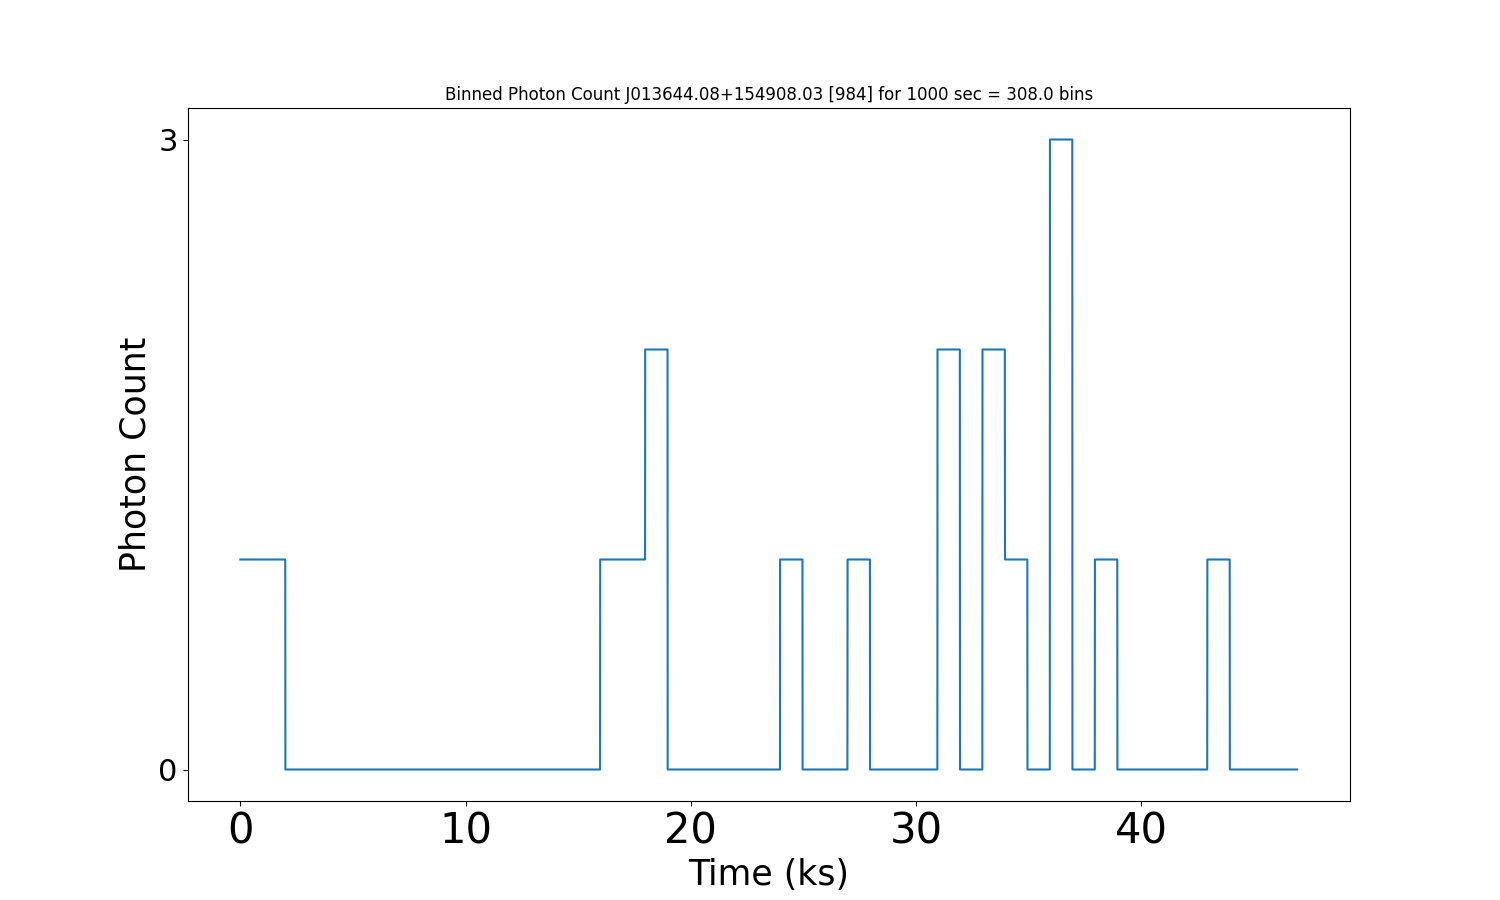 Binned Photon Count J013644.08+154908.03 [984] for 1000 sec = 308.0 bins
3
Photon Count
0
0 10 20 30 40
Time (ks)